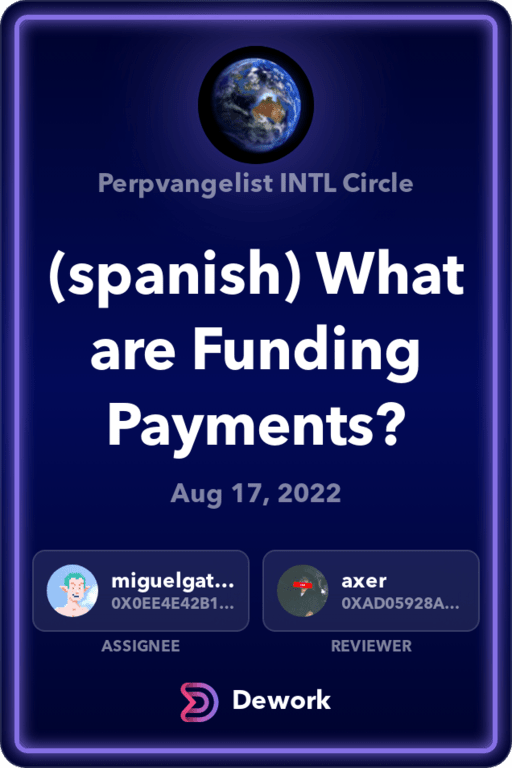 Perpvangelist INTL Circle
(spanish) What
are Funding
Payments?
Aug 17, 2022
miguelgat...
0X0EE4E42B1...
ASSIGNEE
axer
0XAD05928A...
REVIEWER
Dework